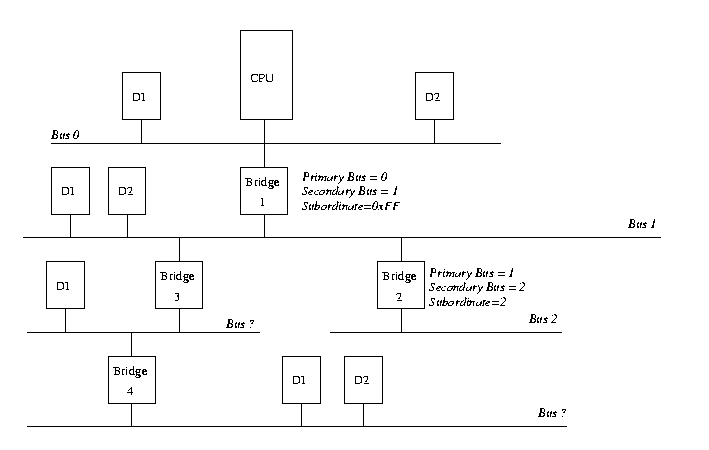 CPU
D1
D2
Bus 0
D1
D2
Bridge
1
Primary Bus = 0
Secondary Bus = 1
Subordinate=0xFF
Bus 1
D1
Bridge
3
Bridge
2
Primary Bus = 1
Secondary Bus = 2
Subordinate=2
Bus ?
Bus 2
Bridge
4
D1
D2
Bus ?